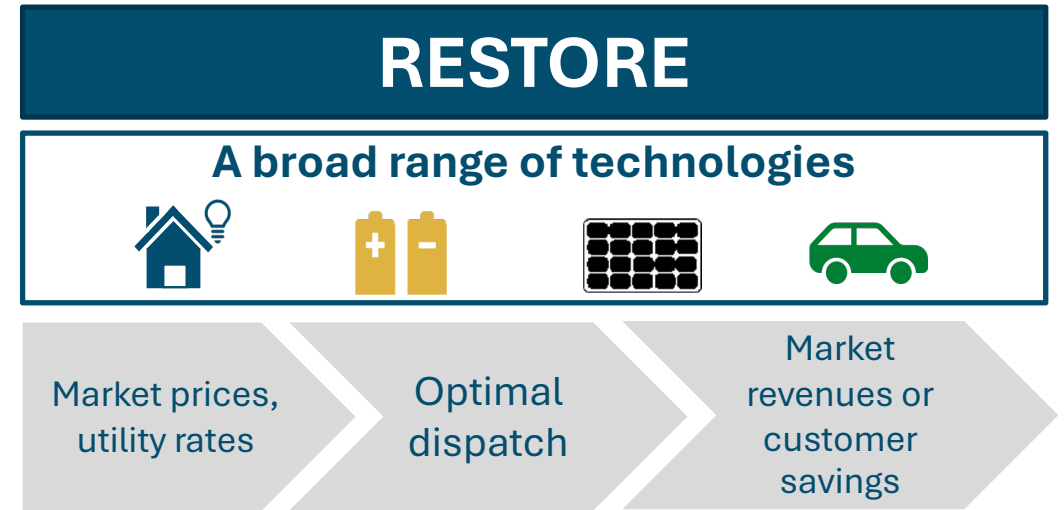 RESTORE
A broad range of technologies
+ −
Market prices,
utility rates
Optimal
dispatch
Market
revenues or
customer
savings